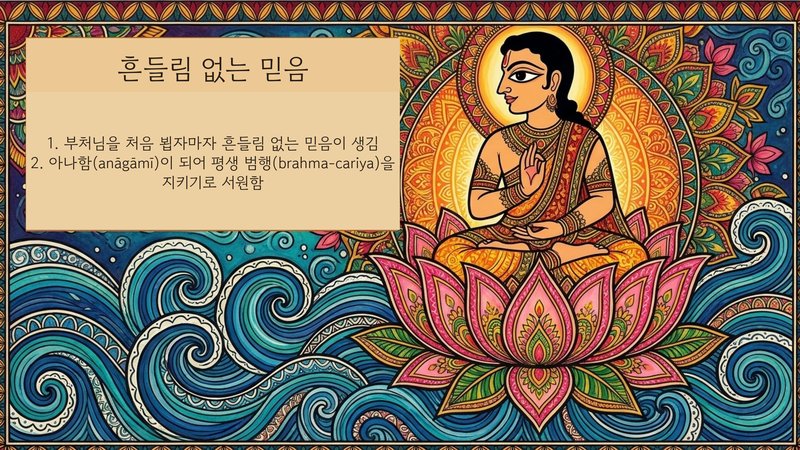 흔들림 없는 믿음
1. 부처님을 처음 뵙자마자 흔들림 없는 믿음이 생김
2. 아나함(anāgāmī)이 되어 평생 범행(brahma-cariya)을
지키기로 서원함